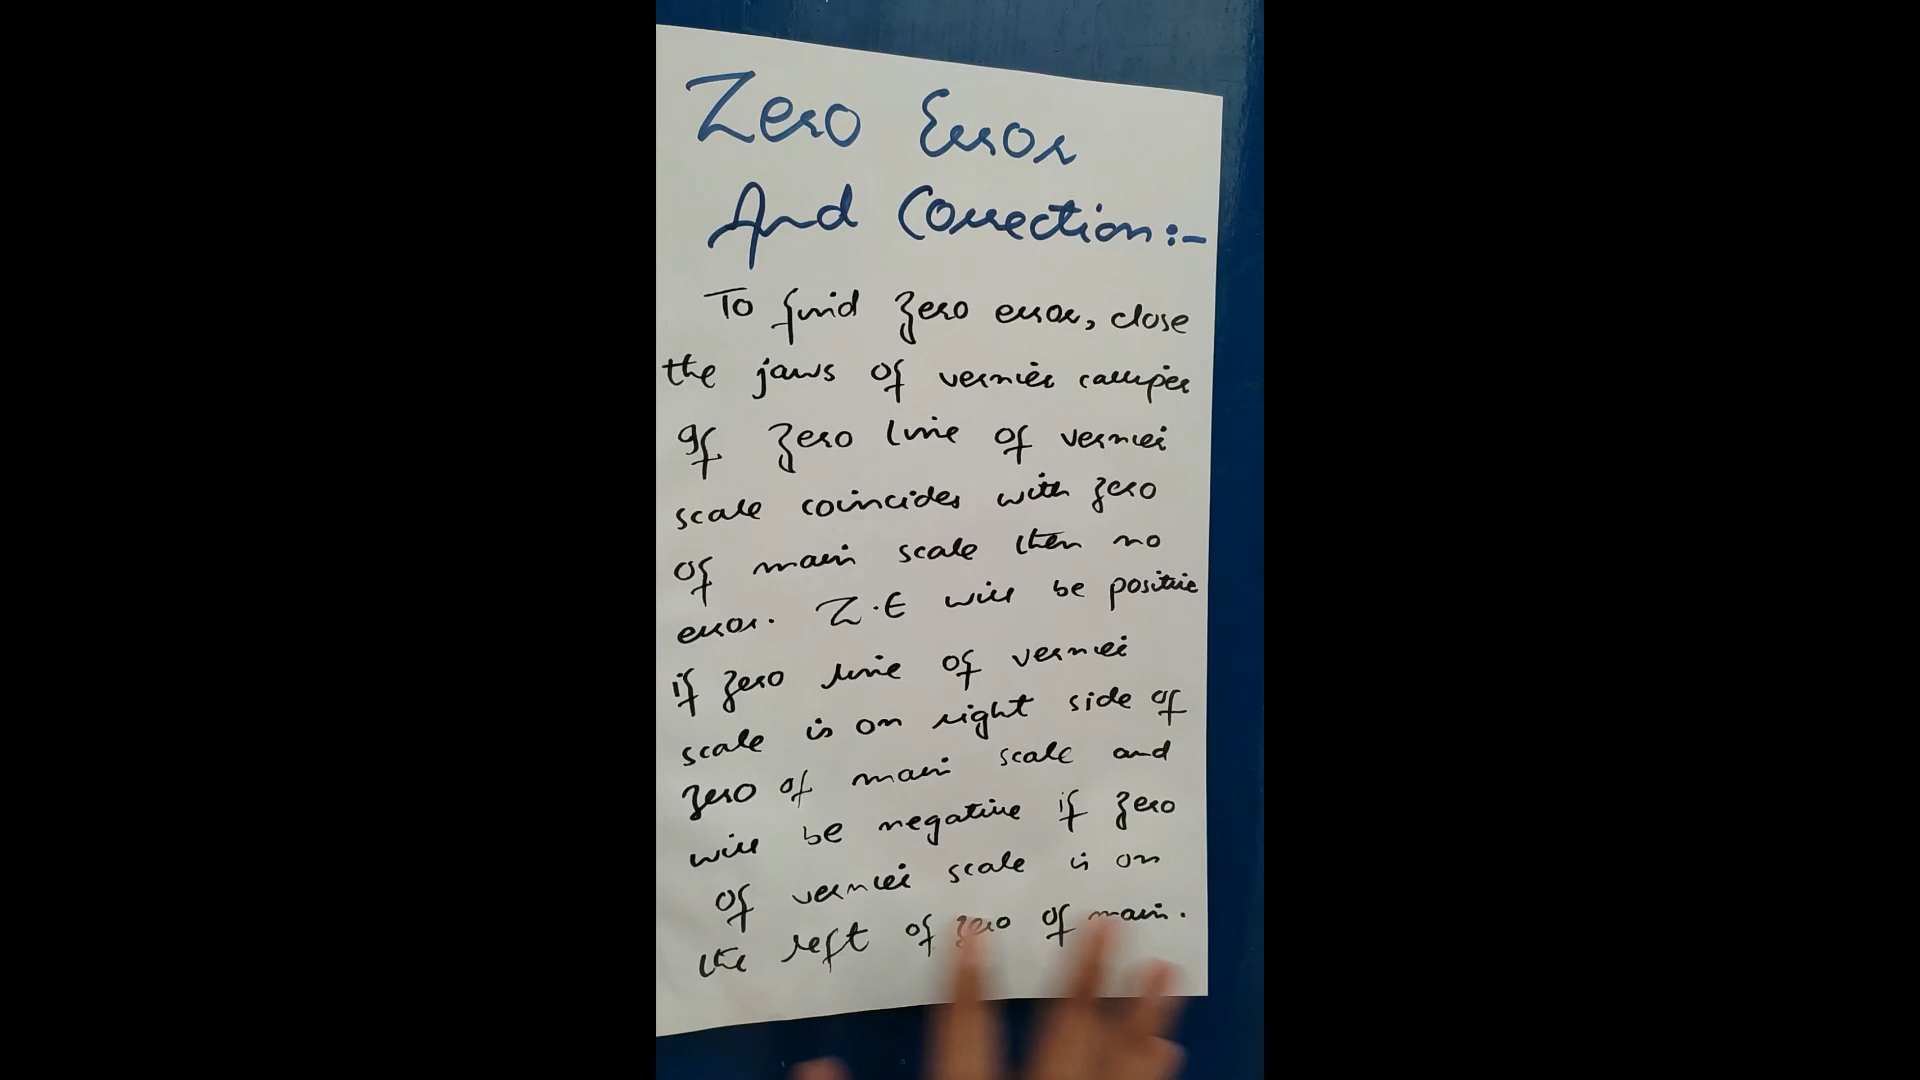 Zero Error
And Correction:-
To find zero error, close
the jaws of vernier calliper
If zero line of vernier
scale coincides with zero
of main scale then no
error. Z.E will be positive
if zero line of vernier
scale is on right side of
zero of main scale and
will be negative if zero
of vernier scale is on
the left of zero of main.